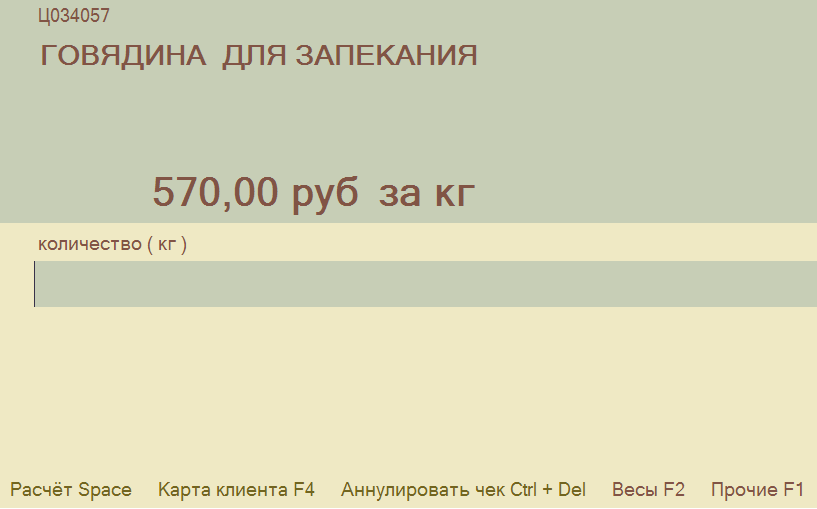 Ц034057
ГОВЯДИНА ДЛЯ ЗАПЕКАНИЯ
570,00 руб за кг
количество ( кг )
Расчёт Space Карта клиента F4 Аннулировать чек Ctrl + Del Весы F2 Прочие F1